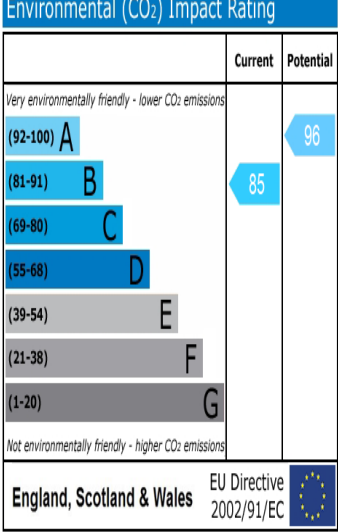 Environmental (CO₂) Impact Rating
Current Potential
Very environmentally friendly - lower CO₂ emissions
(92-100) A
96
(81-91) B
85
(69-80) C
(55-68) D
(39-54) E
(21-38) F
(1-20) G
Not environmentally friendly - higher CO₂ emissions
England, Scotland & Wales
EU Directive
2002/91/EC